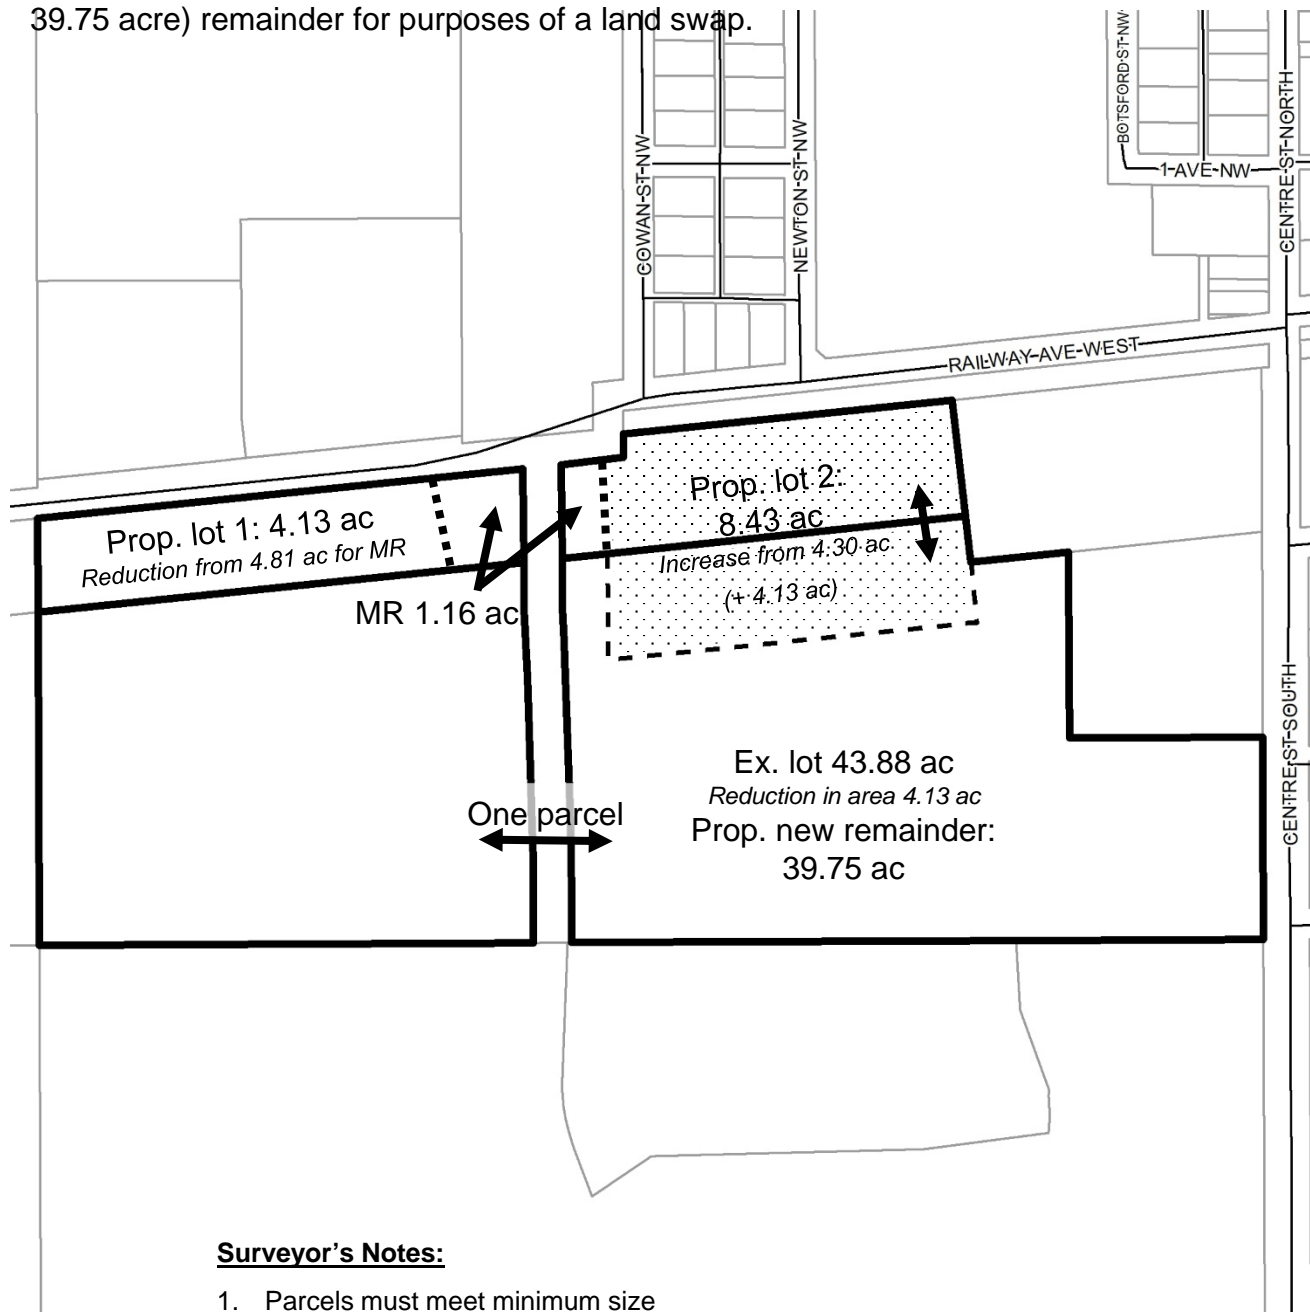 39.75 acre) remainder for purposes of a land swap.
BOTSFORD ST NW
CENTRE ST NORTH
COWAN ST NW
NEWTON ST NW
1 AVE NW
RAILWAY AVE WEST
Prop. lot 1: 4.13 ac
Reduction from 4.81 ac for MR
Prop. lot 2:
8.43 ac
Increase from 4.30 ac
(+ 4.13 ac)
MR 1.16 ac
CENTRE ST SOUTH
One parcel
Ex. lot 43.88 ac
Reduction in area 4.13 ac
Prop. new remainder:
39.75 ac
Surveyor's Notes:
1. Parcels must meet minimum size